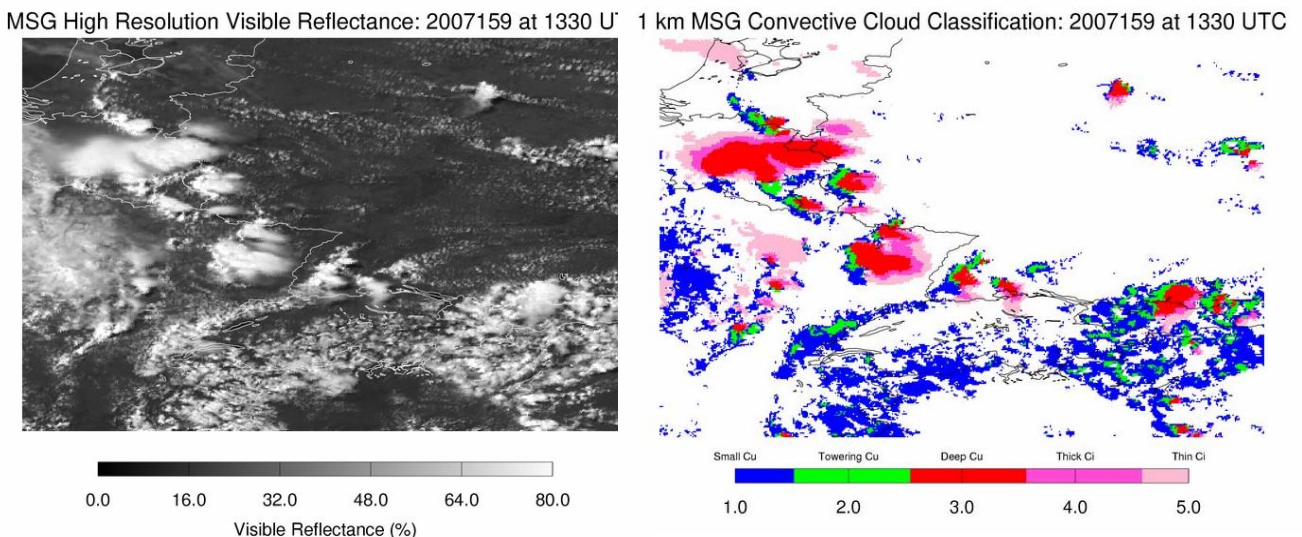 MSG High Resolution Visible Reflectance: 2007159 at 1330 UT
1 km MSG Convective Cloud Classification: 2007159 at 1330 UTC
0.0 16.0 32.0 48.0 64.0 80.0
Visible Reflectance (%)
Small Cu Towering Cu Deep Cu Thick Ci Thin Ci
1.0 2.0 3.0 4.0 5.0